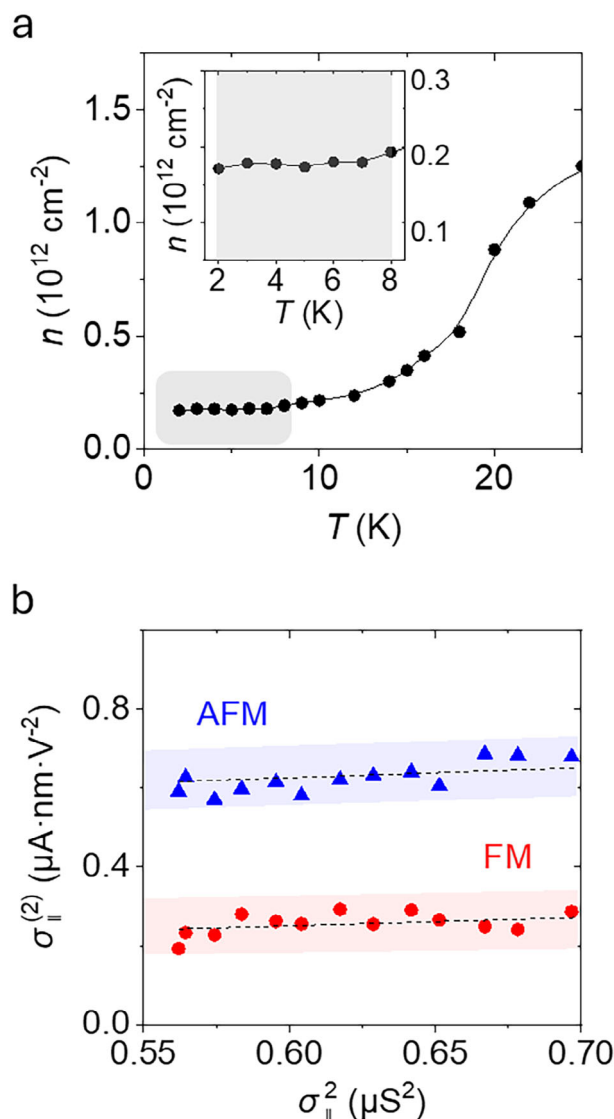 a
n (10¹² cm⁻²)
1.5
1.0
0.5
0.0
0
10
20
T (K)
n (10¹² cm⁻²)
0.3
0.2
0.1
2
4
6
8
T (K)
b
σ∥⁽²⁾ (μA·nm·V⁻²)
0.8
0.4
0.0
AFM
FM
0.55
0.60
0.65
0.70
σ∥² (μS²)